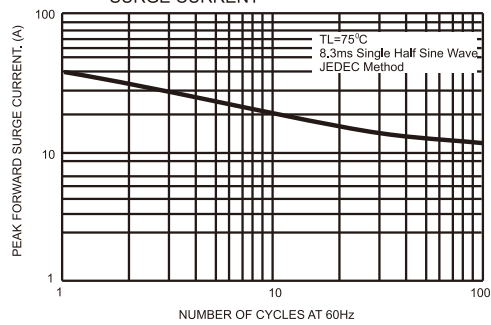 SURGE CURRENT
100
TL=75⁰C
8.3ms Single Half Sine Wave
JEDEC Method
PEAK FORWARD SURGE CURRENT, (A)
10
1
1
10
100
NUMBER OF CYCLES AT 60Hz